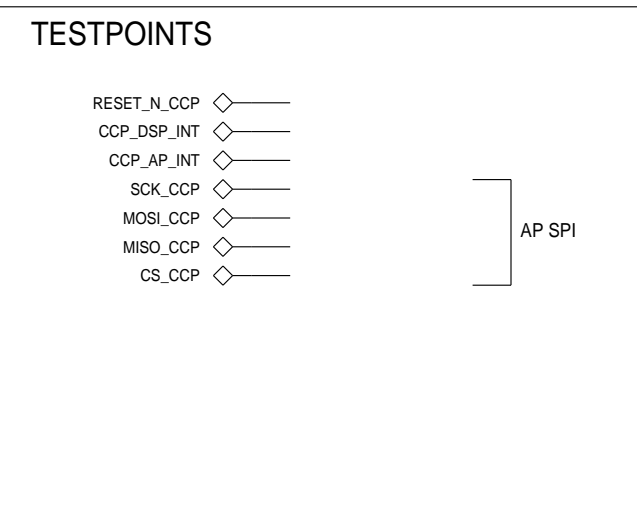 TESTPOINTS
RESET_N_CCP
CCP_DSP_INT
CCP_AP_INT
SCK_CCP
MOSI_CCP
MISO_CCP
CS_CCP
AP SPI